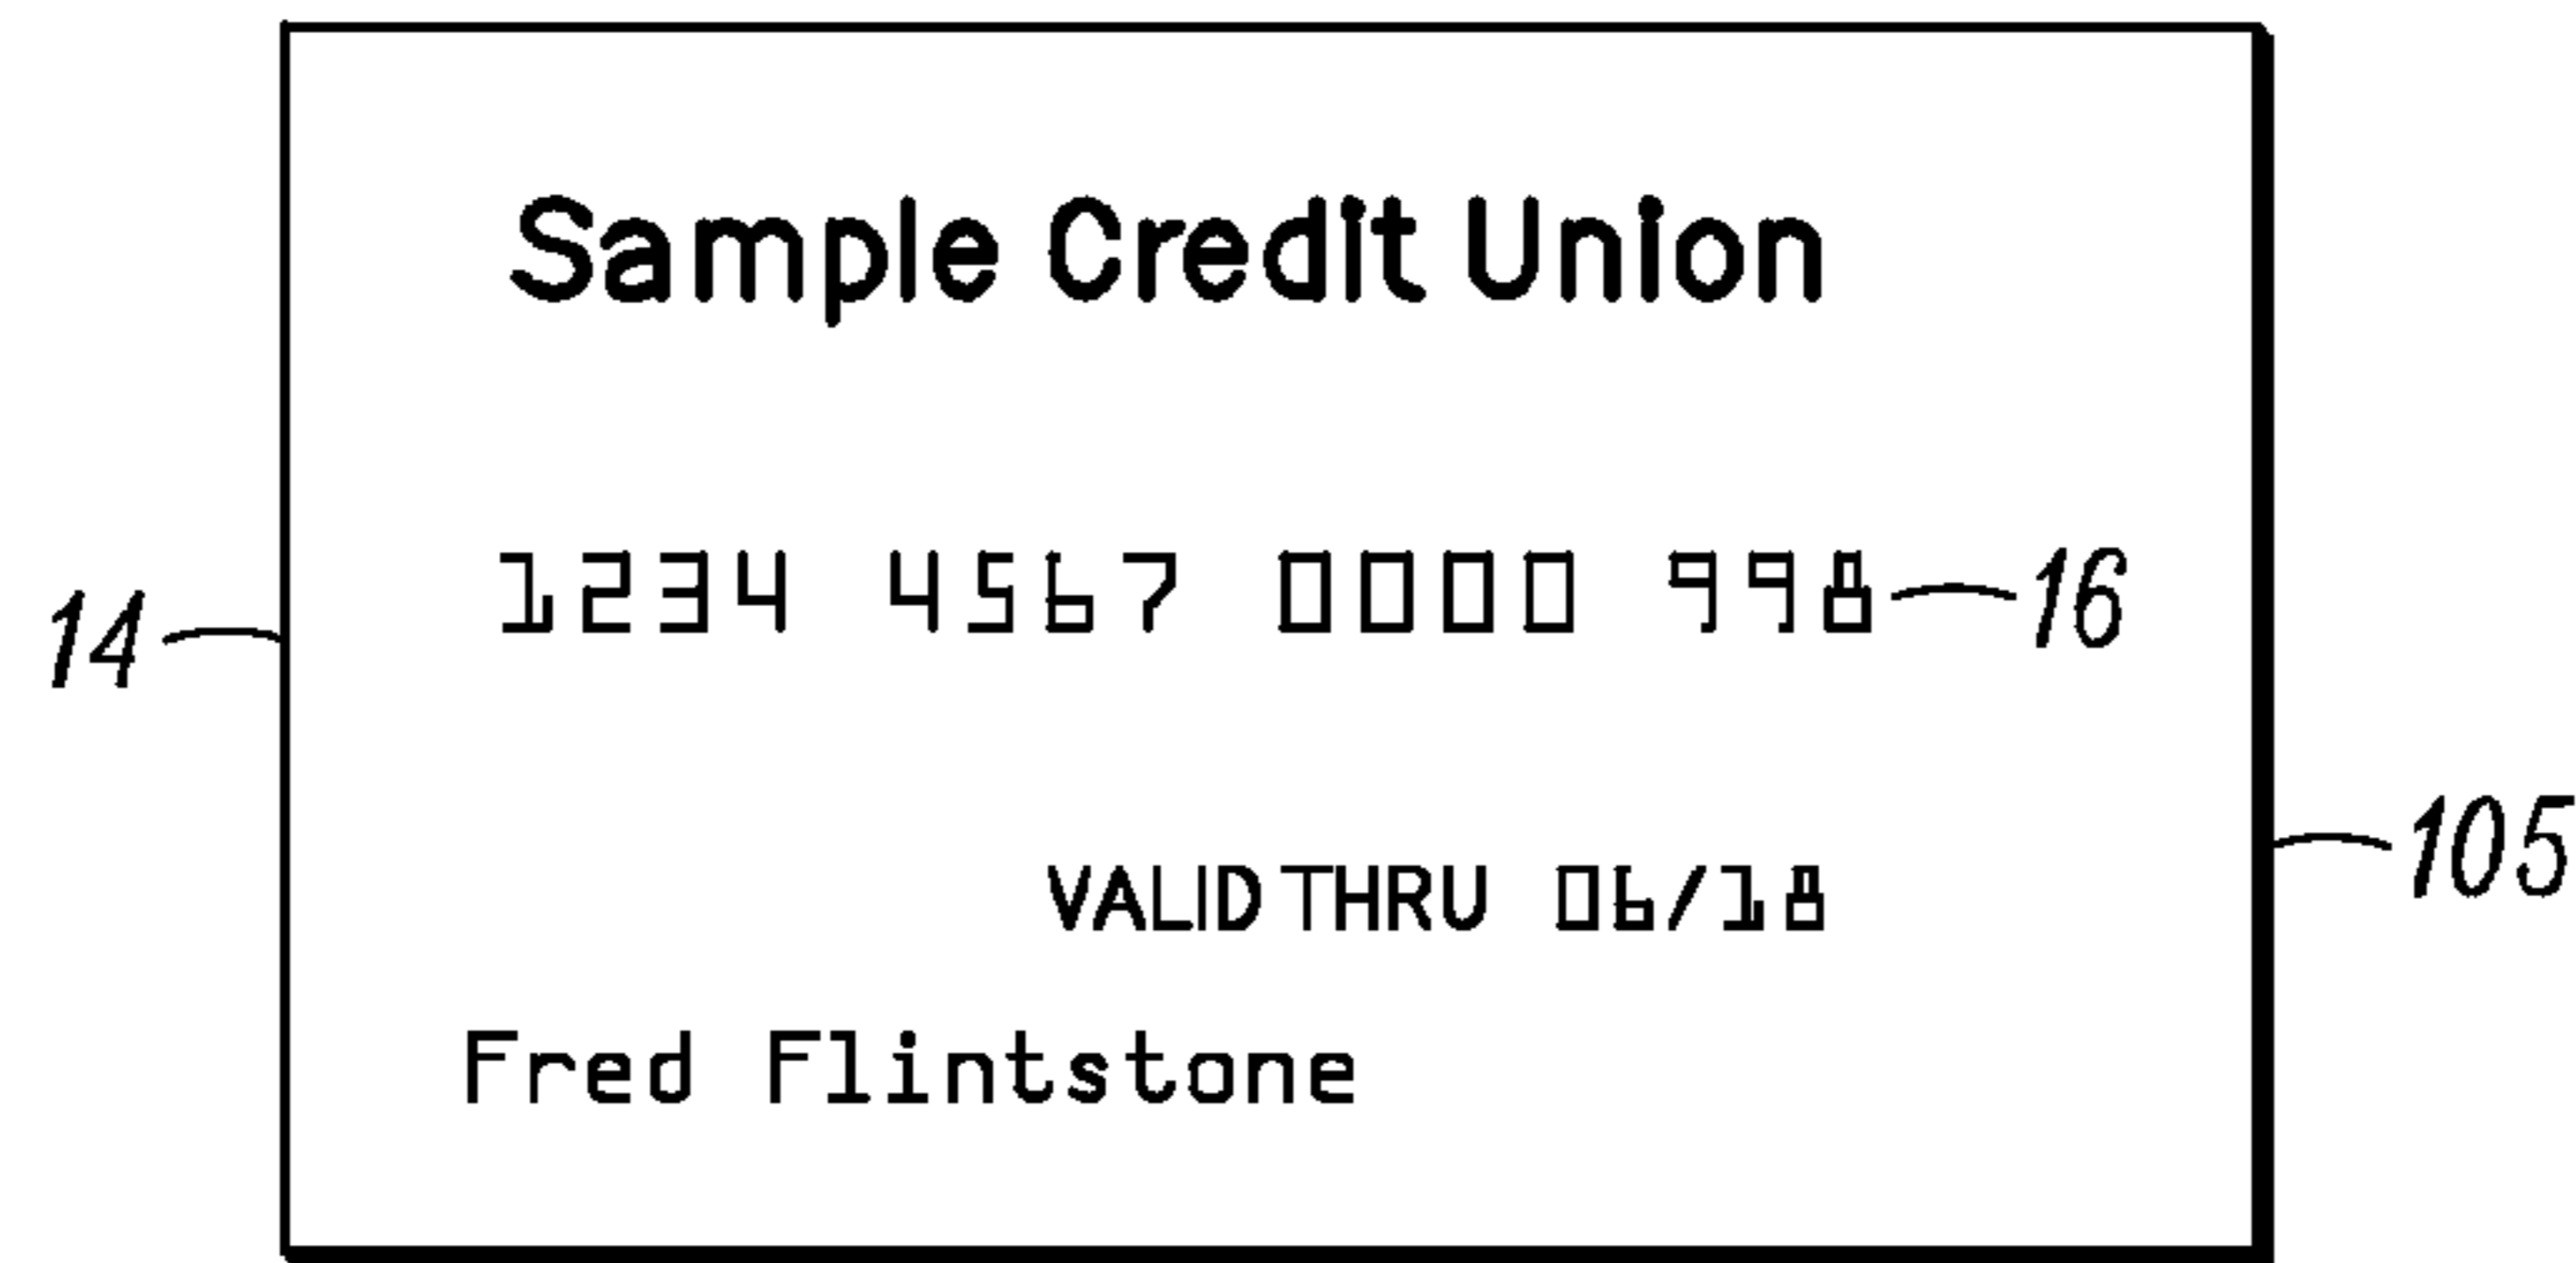 Sample Credit Union
1234 4567 0000 998
16
14
105
VALID THRU 06/18
Fred Flintstone